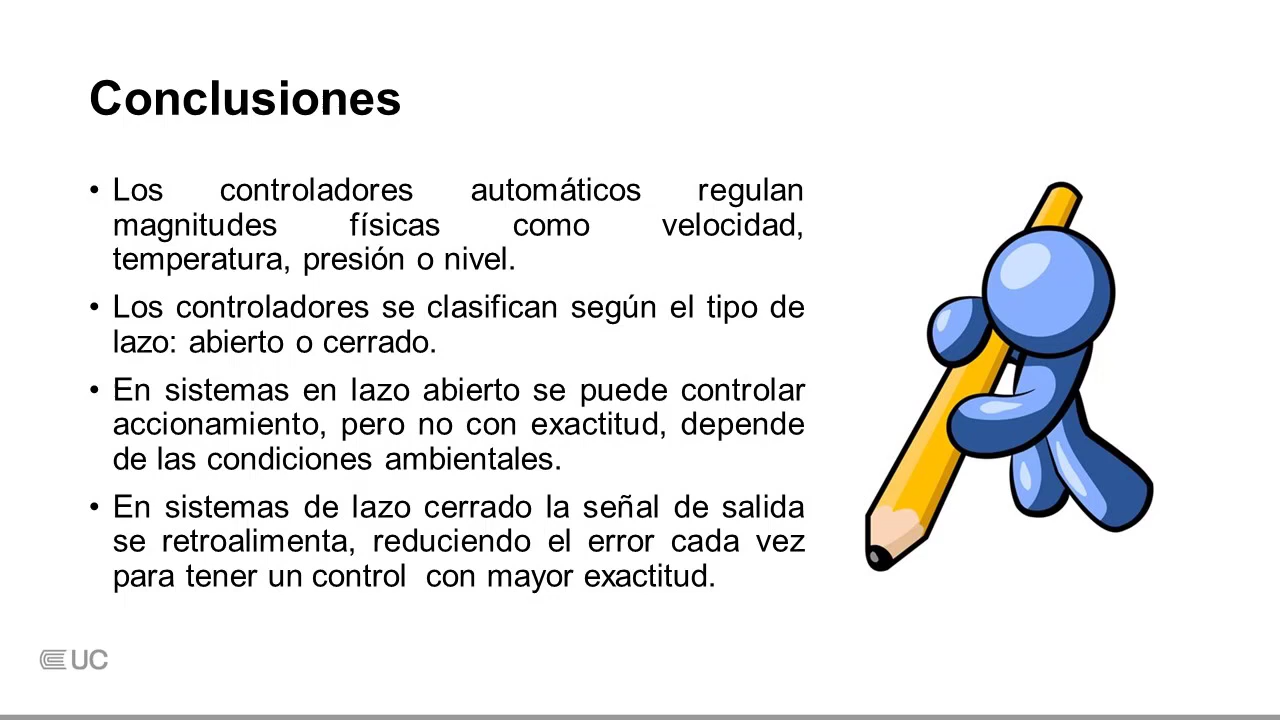 Conclusiones
• Los controladores automáticos regulan
magnitudes físicas como velocidad,
temperatura, presión o nivel.
• Los controladores se clasifican según el tipo de
lazo: abierto o cerrado.
• En sistemas en lazo abierto se puede controlar
accionamiento, pero no con exactitud, depende
de las condiciones ambientales.
• En sistemas de lazo cerrado la señal de salida
se retroalimenta, reduciendo el error cada vez
para tener un control  con mayor exactitud.
UC